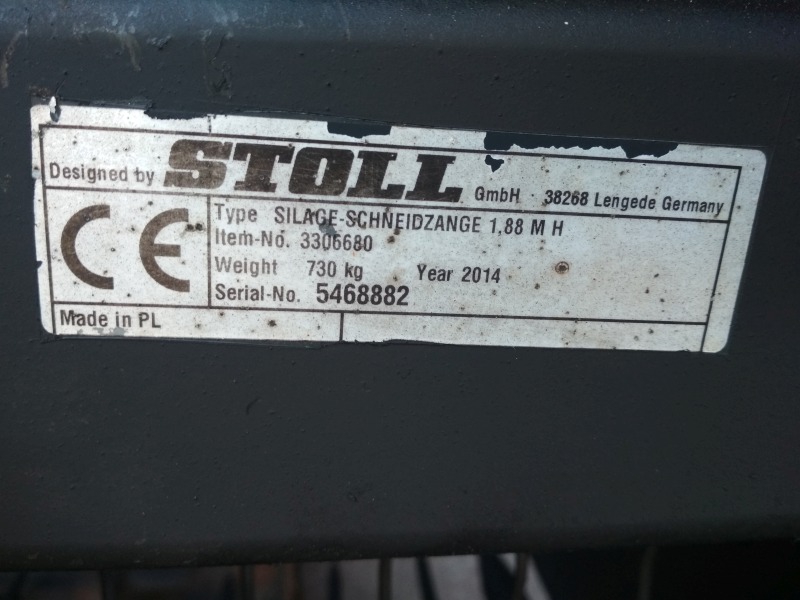 Designed by STOLL GmbH · 38268 Lengede Germany
CE
Type SILAGE-SCHNEIDZANGE 1,88 M H
Item-No. 3306680
Weight 730 kg Year 2014
Serial-No. 5468882
Made in PL